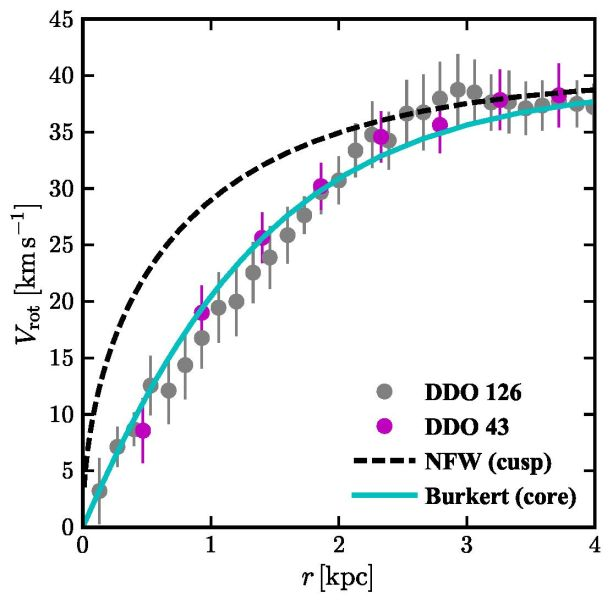 45
40
35
30
25
20
15
10
5
0
V_rot [km s⁻¹]
DDO 126
DDO 43
NFW (cusp)
Burkert (core)
0 1 2 3 4
r [kpc]